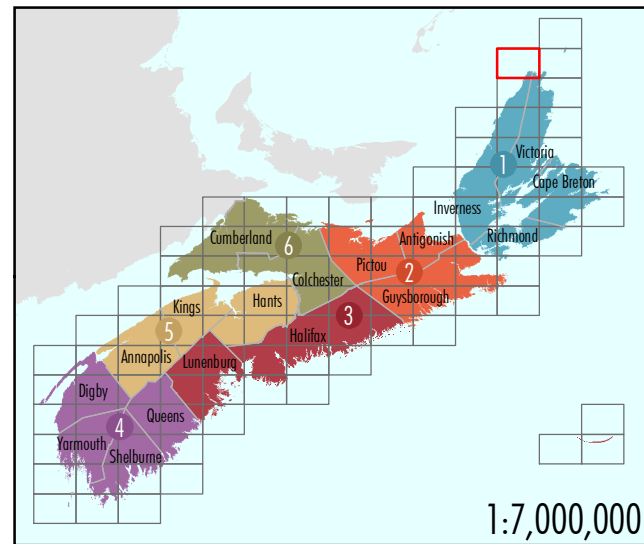 Victoria
1
Cape Breton
Inverness
Cumberland
Antigonish
Richmond
6
Pictou
2
Colchester
Kings
Hants
Guysborough
3
5
Halifax
Annapolis
Lunenburg
Digby
Queens
4
Yarmouth
Shelburne
1:7,000,000